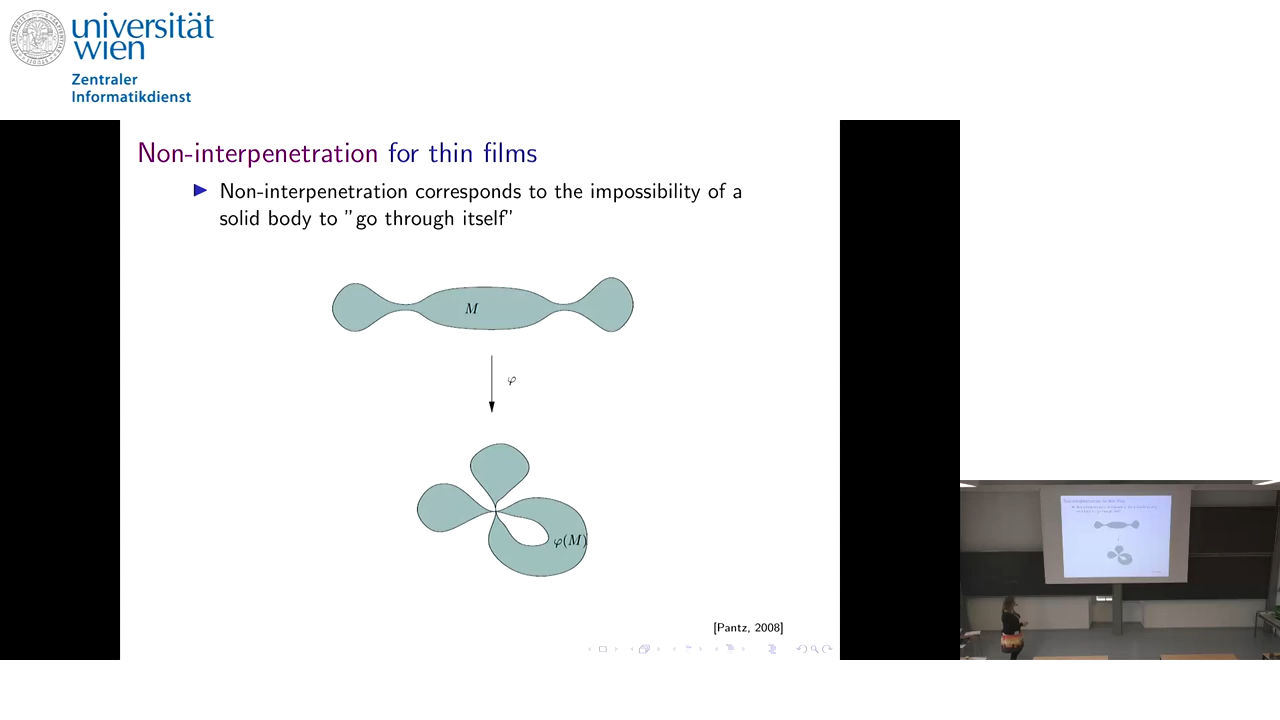 universität
wien
Zentraler
Informatikdienst
Non-interpenetration for thin films
Non-interpenetration corresponds to the impossibility of a
solid body to "go through itself"
M
φ
φ(M)
[Pantz, 2008]